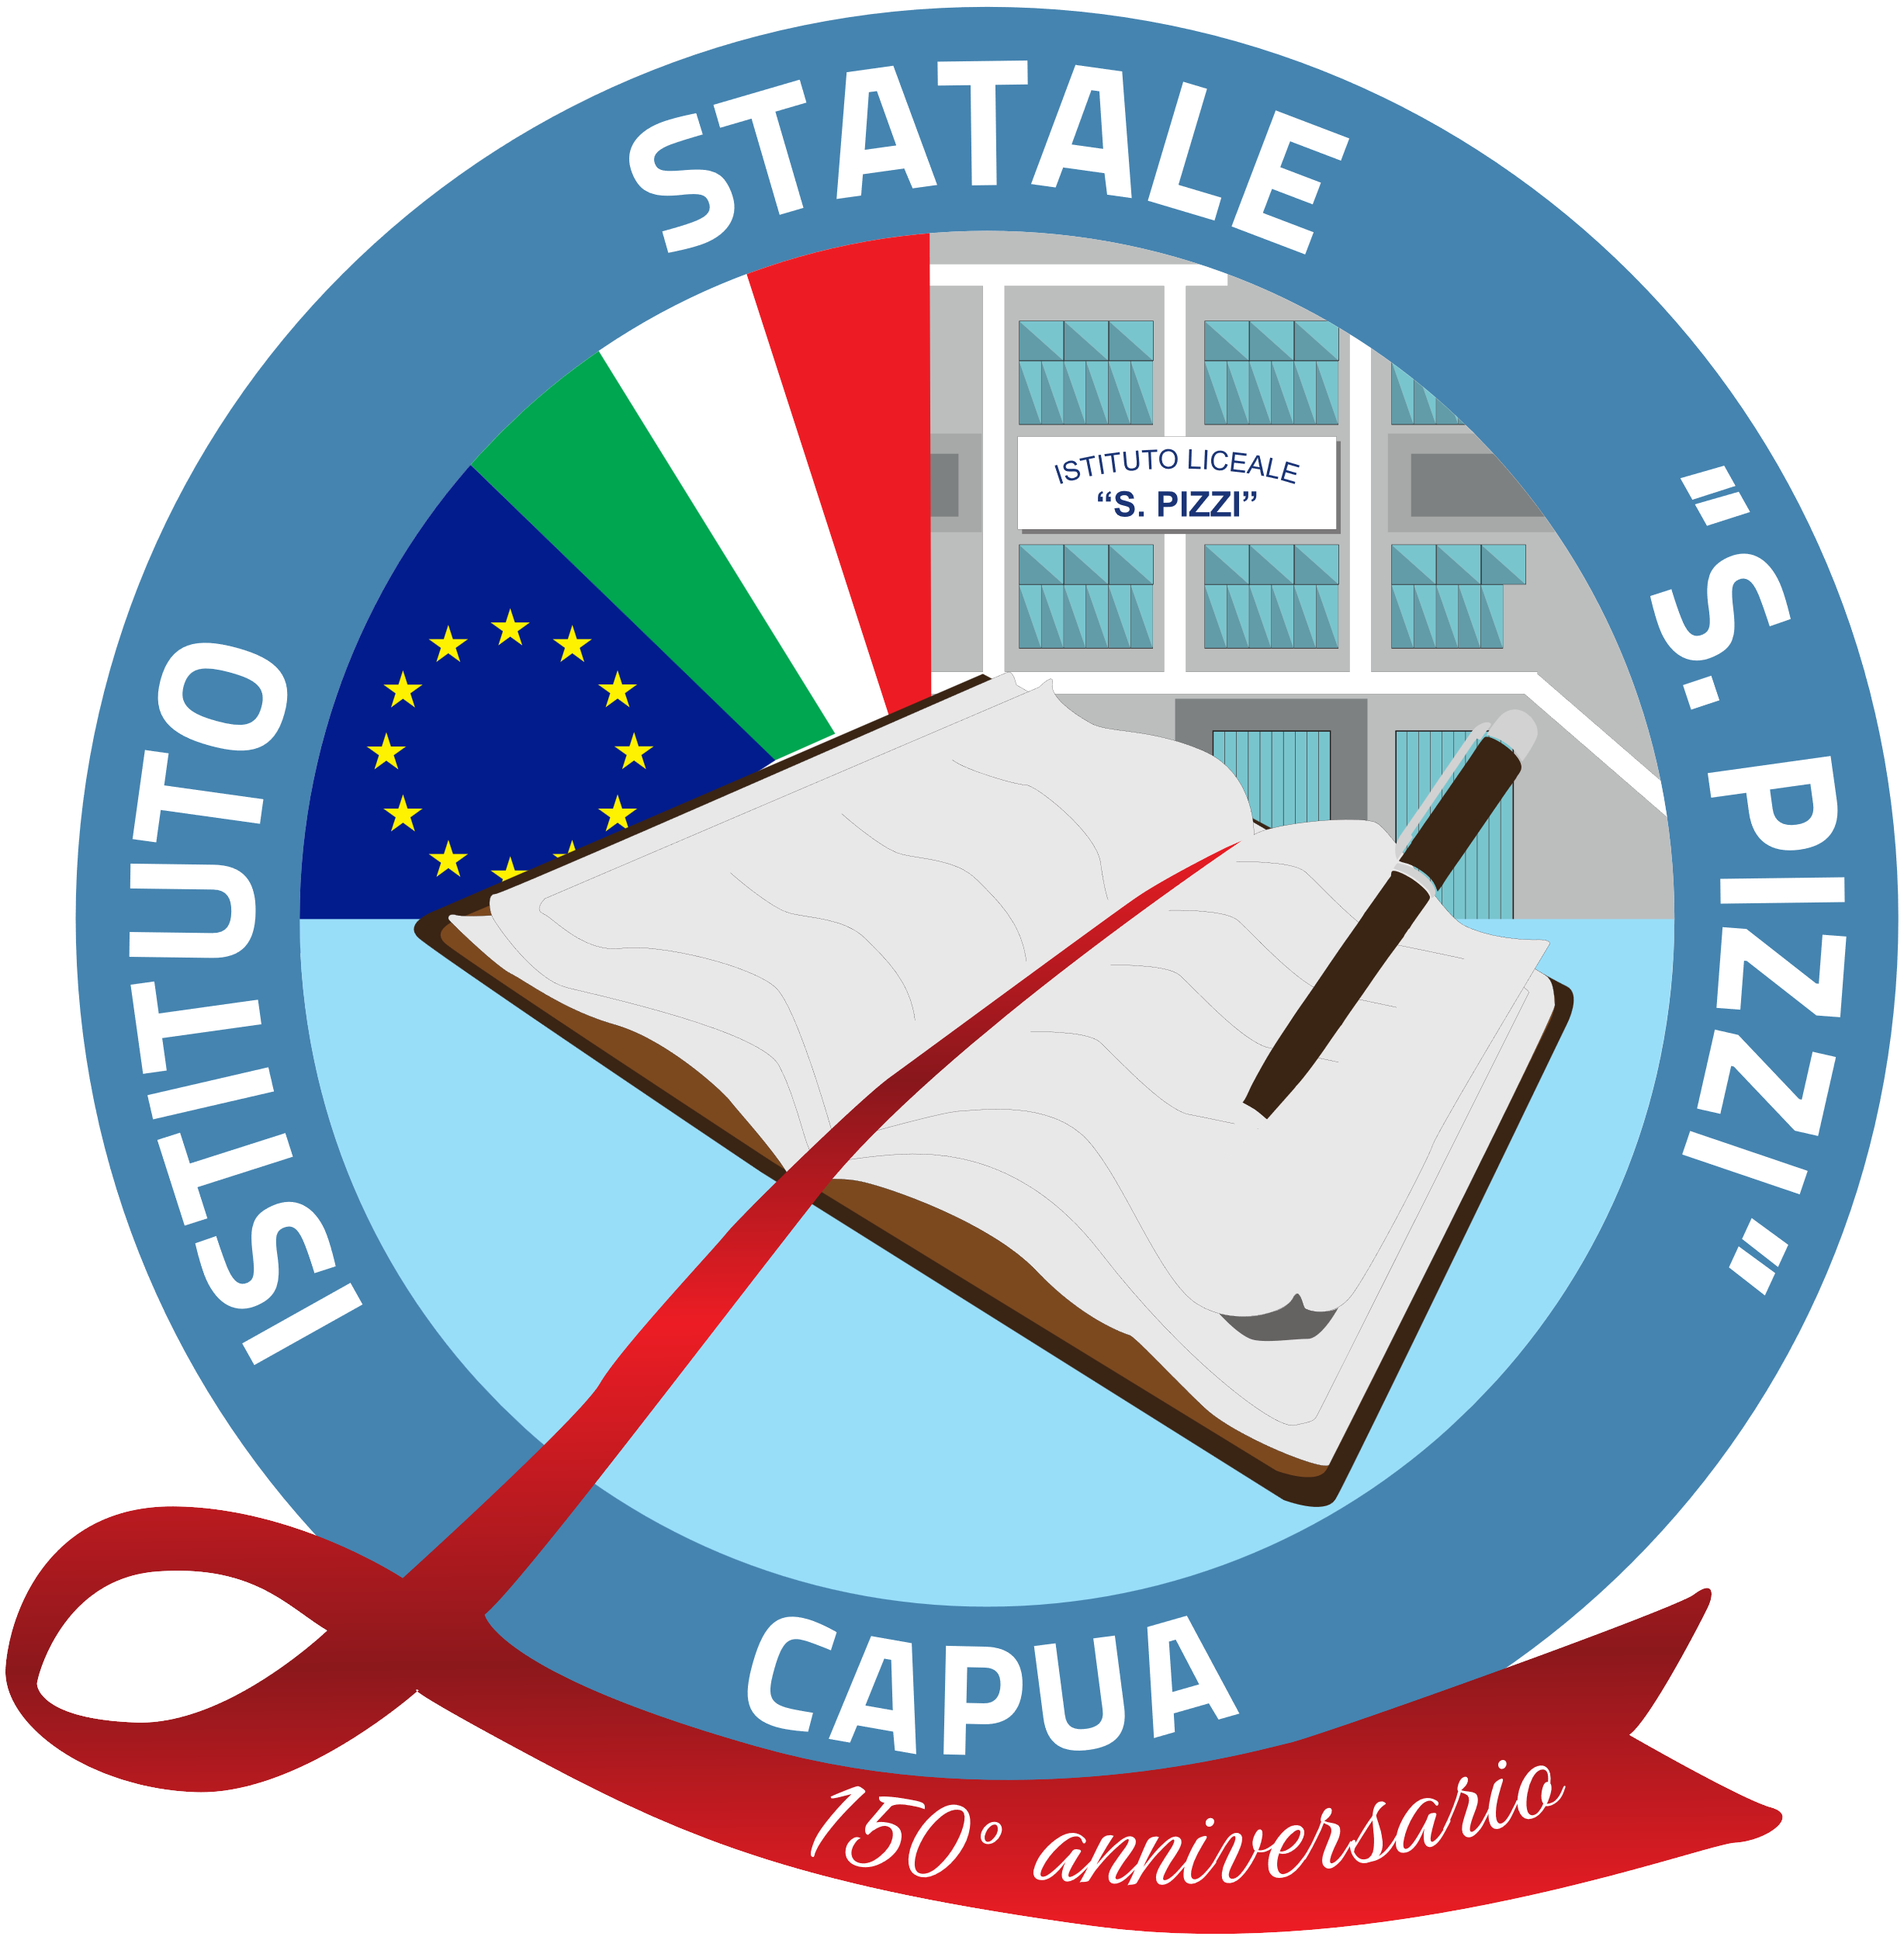 ISTITUTO STATALE "S. PIZZI"
ISTITUTO LICEALE
“S. PIZZI”
CAPUA
150° anniversario